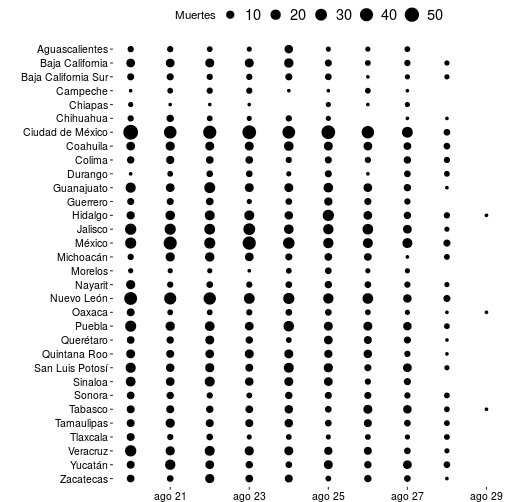 Muertes 10 20 30 40 50
Aguascalientes
Baja California
Baja California Sur
Campeche
Chiapas
Chihuahua
Ciudad de México
Coahuila
Colima
Durango
Guanajuato
Guerrero
Hidalgo
Jalisco
México
Michoacán
Morelos
Nayarit
Nuevo León
Oaxaca
Puebla
Querétaro
Quintana Roo
San Luis Potosí
Sinaloa
Sonora
Tabasco
Tamaulipas
Tlaxcala
Veracruz
Yucatán
Zacatecas
ago 21 ago 23 ago 25 ago 27 ago 29